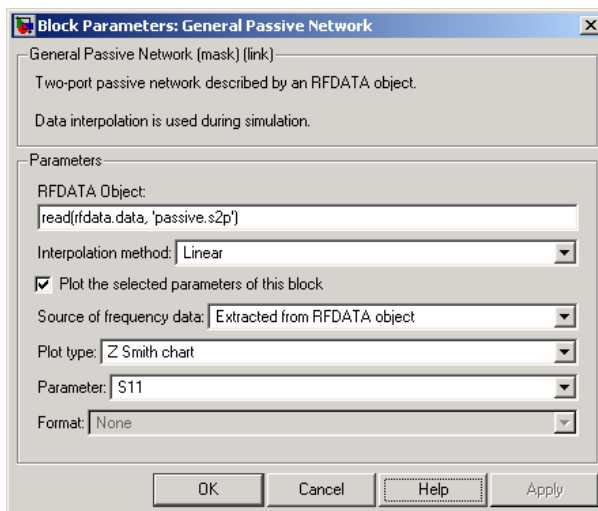 Block Parameters: General Passive Network
General Passive Network (mask) (link)
Two-port passive network described by an RFDATA object.
Data interpolation is used during simulation.
Parameters
RFDATA Object:
read(rfdata.data, 'passive.s2p')
Interpolation method: Linear
Plot the selected parameters of this block
Source of frequency data: Extracted from RFDATA object
Plot type: Z Smith chart
Parameter: S11
Format: None
OK Cancel Help Apply